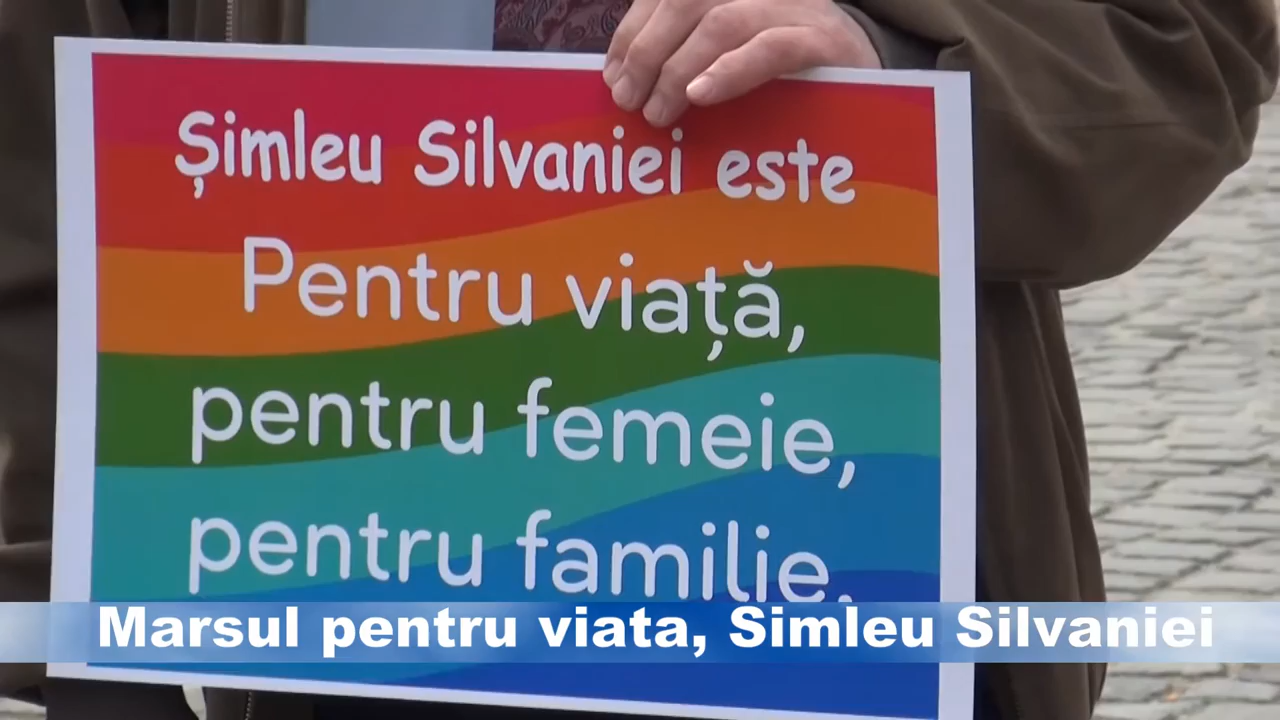 Șimleu Silvaniei este
Pentru viață,
pentru femeie,
pentru familie.
Marsul pentru viata, Simleu Silvaniei